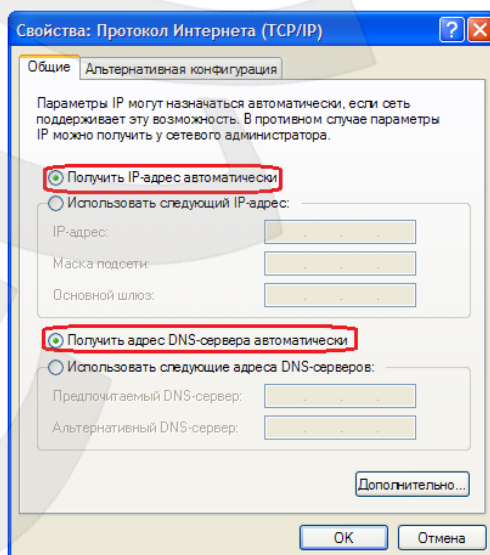 Свойства: Протокол Интернета (TCP/IP)
Общие
Альтернативная конфигурация
Параметры IP могут назначаться автоматически, если сеть
поддерживает эту возможность. В противном случае параметры
IP можно получить у сетевого администратора.
Получить IP-адрес автоматически
Использовать следующий IP-адрес:
IP-адрес:
Маска подсети:
Основной шлюз:
Получить адрес DNS-сервера автоматически
Использовать следующие адреса DNS-серверов:
Предпочитаемый DNS-сервер:
Альтернативный DNS-сервер:
Дополнительно...
OK
Отмена